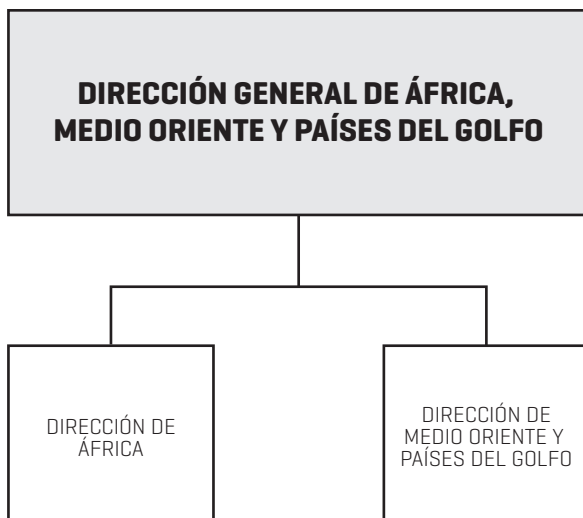 DIRECCIÓN GENERAL DE ÁFRICA,
MEDIO ORIENTE Y PAÍSES DEL GOLFO
DIRECCIÓN DE
ÁFRICA
DIRECCIÓN DE
MEDIO ORIENTE Y
PAÍSES DEL GOLFO